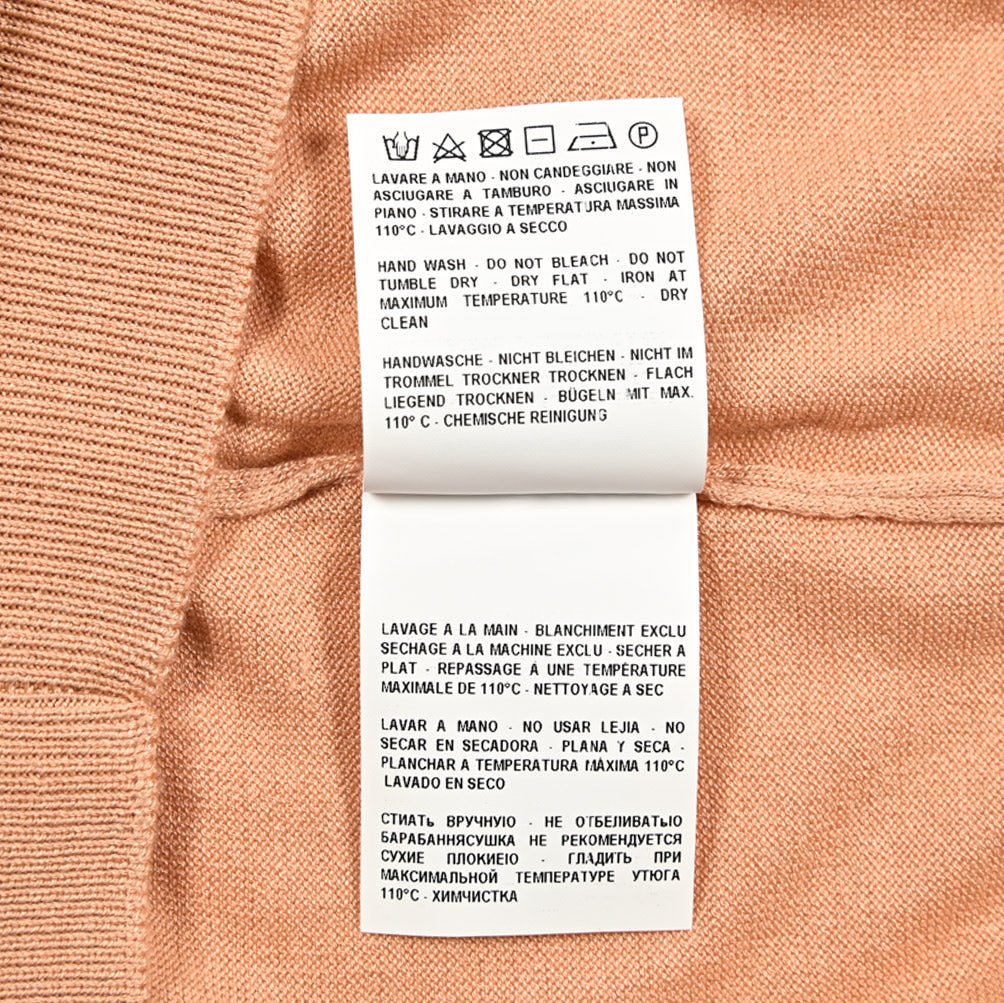 P
LAVARE A MANO - NON CANDEGGIARE - NON
ASCIUGARE A TAMBURO - ASCIUGARE IN
PIANO - STIRARE A TEMPERATURA MASSIMA
110°C - LAVAGGIO A SECCO
HAND WASH - DO NOT BLEACH - DO NOT
TUMBLE DRY - DRY FLAT - IRON AT
MAXIMUM TEMPERATURE 110°C - DRY
CLEAN
HANDWASCHE - NICHT BLEICHEN - NICHT IM
TROMMEL TROCKNER TROCKNEN - FLACH
LIEGEND TROCKNEN - BÜGELN MIT MAX.
110° C - CHEMISCHE REINIGUNG
LAVAGE A LA MAIN - BLANCHIMENT EXCLU
SECHAGE A LA MACHINE EXCLU - SECHER A
PLAT - REPASSAGE À UNE TEMPÉRATURE
MAXIMALE DE 110°C - NETTOYAGE A SEC
LAVAR A MANO - NO USAR LEJIA - NO
SECAR EN SECADORA - PLANA Y SECA -
PLANCHAR A TEMPERATURA MÁXIMA 110°C
LAVADO EN SECO
СТИАТЬ ВРУЧНУЮ - НЕ ОТБЕЛИВАТЬЮ
БАРАБАННЯСУШКА НЕ РЕКОМЕНДУЕТСЯ
СУХИЕ ПЛОКИЕЮ - ГЛАДИТЬ ПРИ
МАКСИМАЛЬНОЙ ТЕМПЕРАТУРЕ УТЮГА
110°C - ХИМЧИСТКА